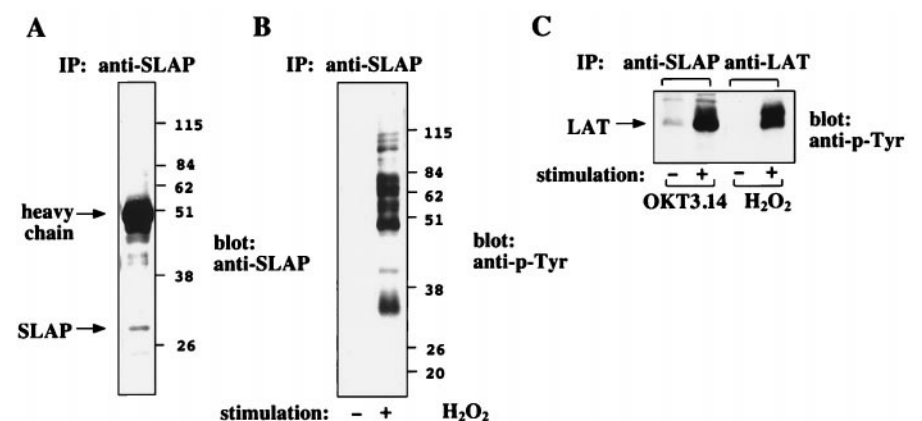 A
IP: anti-SLAP
115
84
62
51
38
26
heavy
chain
SLAP
blot:
anti-SLAP
B
IP: anti-SLAP
115
84
62
51
38
26
20
blot:
anti-p-Tyr
stimulation: - + H₂O₂
C
IP: anti-SLAP anti-LAT
LAT
blot:
anti-p-Tyr
stimulation: - + - +
OKT3.14 H₂O₂